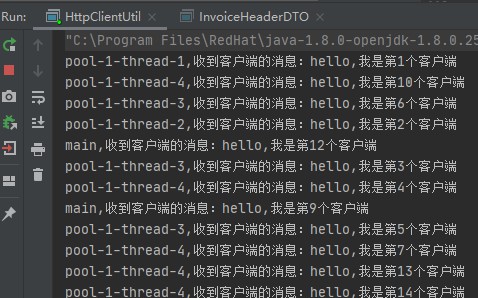 Run: HttpClientUtil × InvoiceHeaderDTO ×
"C:\Program Files\RedHat\java-1.8.0-openjdk-1.8.0.25
pool-1-thread-1,收到客户端的消息：hello,我是第1个客户端
pool-1-thread-4,收到客户端的消息：hello,我是第10个客户端
pool-1-thread-3,收到客户端的消息：hello,我是第6个客户端
pool-1-thread-2,收到客户端的消息：hello,我是第2个客户端
main,收到客户端的消息：hello,我是第12个客户端
pool-1-thread-3,收到客户端的消息：hello,我是第3个客户端
pool-1-thread-4,收到客户端的消息：hello,我是第4个客户端
main,收到客户端的消息：hello,我是第9个客户端
pool-1-thread-3,收到客户端的消息：hello,我是第5个客户端
pool-1-thread-4,收到客户端的消息：hello,我是第7个客户端
pool-1-thread-4,收到客户端的消息：hello,我是第13个客户端
pool-1-thread-4,收到客户端的消息：hello,我是第14个客户端